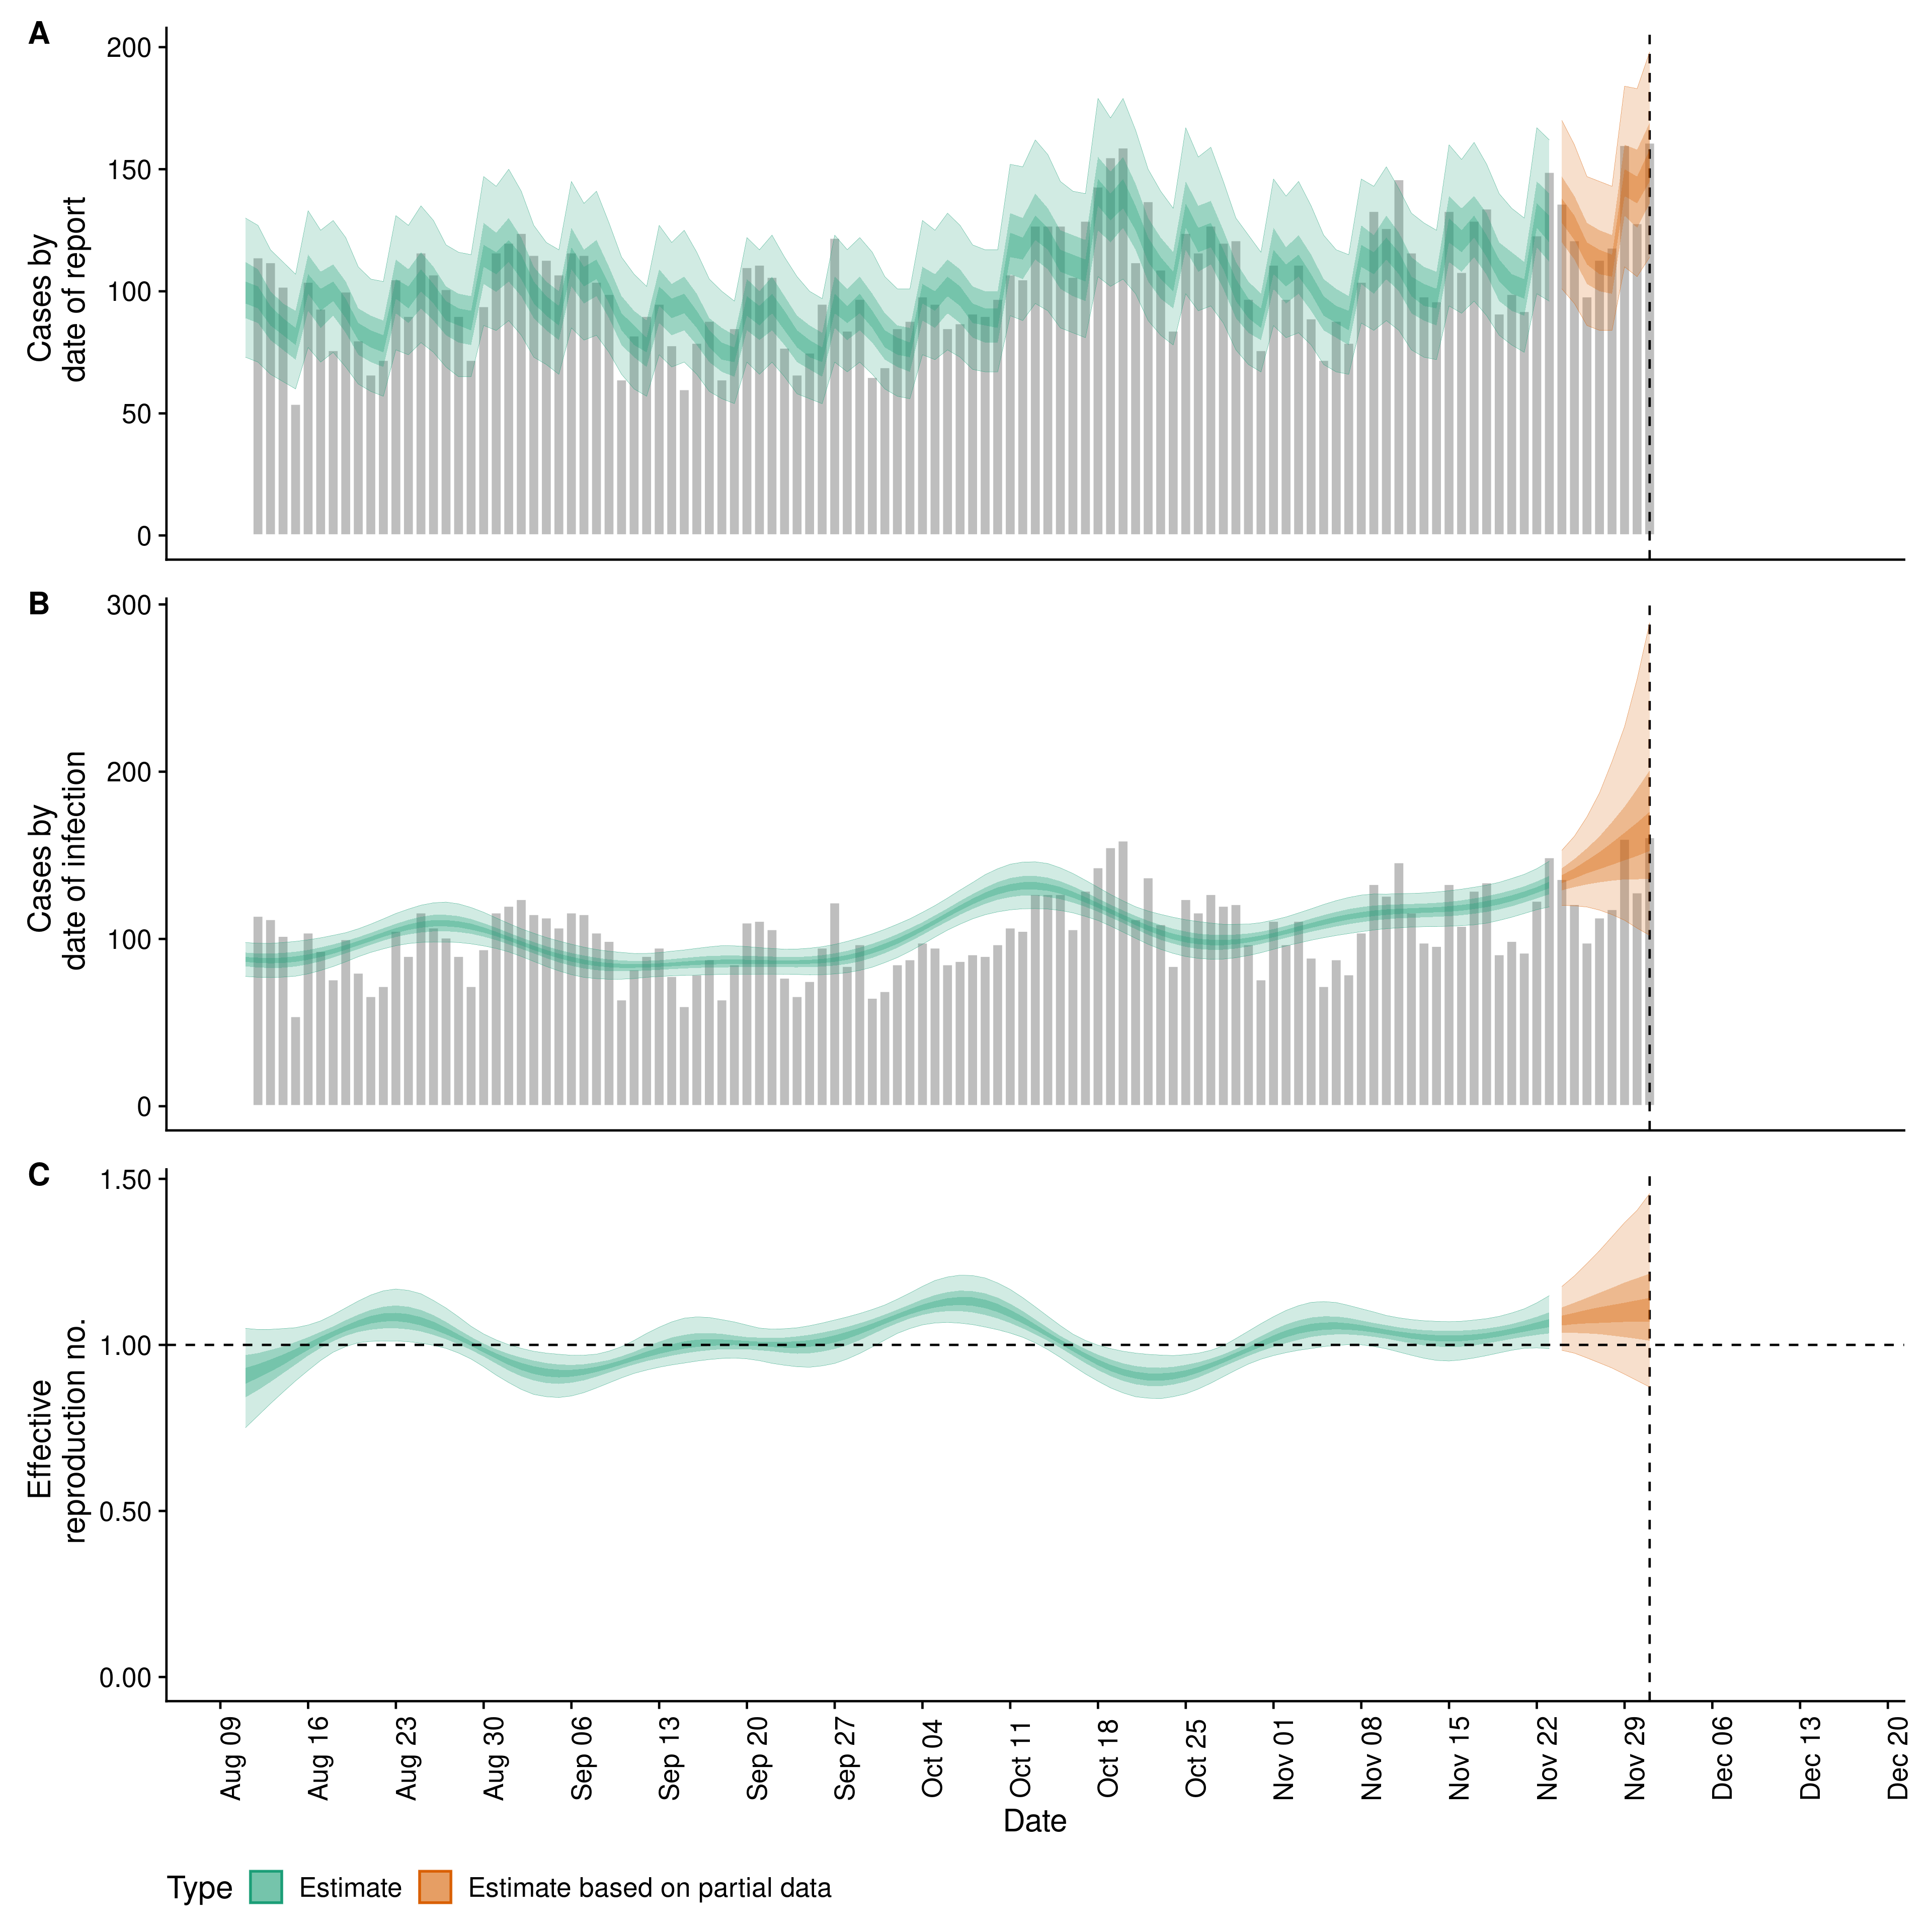 A
Cases by
date of report
200
150
100
50
0
B
Cases by
date of infection
300
200
100
0
C
Effective
reproduction no.
1.50
1.00
0.50
0.00
Aug 09
Aug 16
Aug 23
Aug 30
Sep 06
Sep 13
Sep 20
Sep 27
Oct 04
Oct 11
Oct 18
Oct 25
Nov 01
Nov 08
Nov 15
Nov 22
Nov 29
Dec 06
Dec 13
Dec 20
Date
Type Estimate Estimate based on partial data